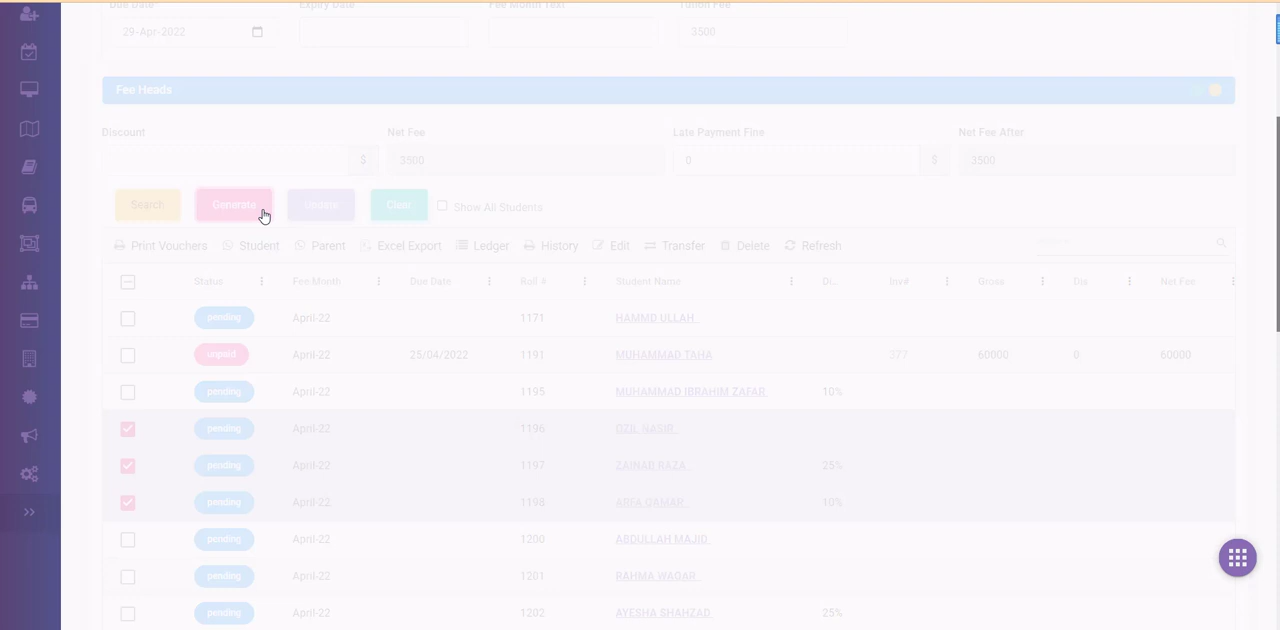 Due Date* Expiry Date Fee Month Text Tution Fee
29-Apr-2022 3500
Fee Heads
Discount Net Fee Late Payment Fine Net Fee After
$ 3500 0 $ 3500
Search Generate Update Clear Show All Students
Print Vouchers Student Parent Excel Export Ledger History Edit Transfer Delete Refresh
Status Fee Month Due Date Roll # Student Name Di... Inv# Gross Dis Net Fee
pending April-22 1171 HAMMD ULLAH
unpaid April-22 25/04/2022 1191 MUHAMMAD TAHA 377 60000 0 60000
pending April-22 1195 MUHAMMAD IBRAHIM ZAFAR 10%
pending April-22 1196 OZIL NASIR
pending April-22 1197 ZAINAB RAZA 25%
pending April-22 1198 ARFA QAMAR 10%
pending April-22 1200 ABDULLAH MAJID
pending April-22 1201 RAHMA WAQAR
pending April-22 1202 AYESHA SHAHZAD 25%